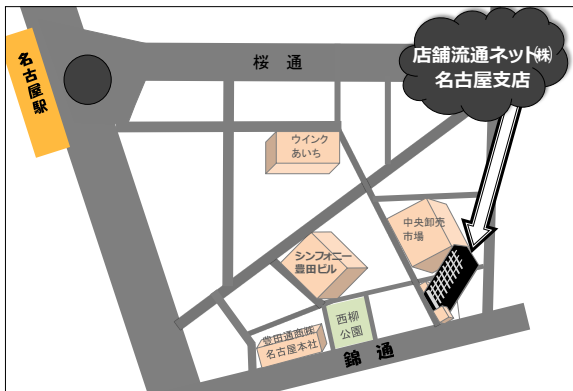 名古屋駅
桜通
店舗流通ネット㈱
名古屋支店
ウインク
あいち
中央卸売
市場
シンフォニー
豊田ビル
西柳
公園
豊田通商㈱
名古屋本社
錦通